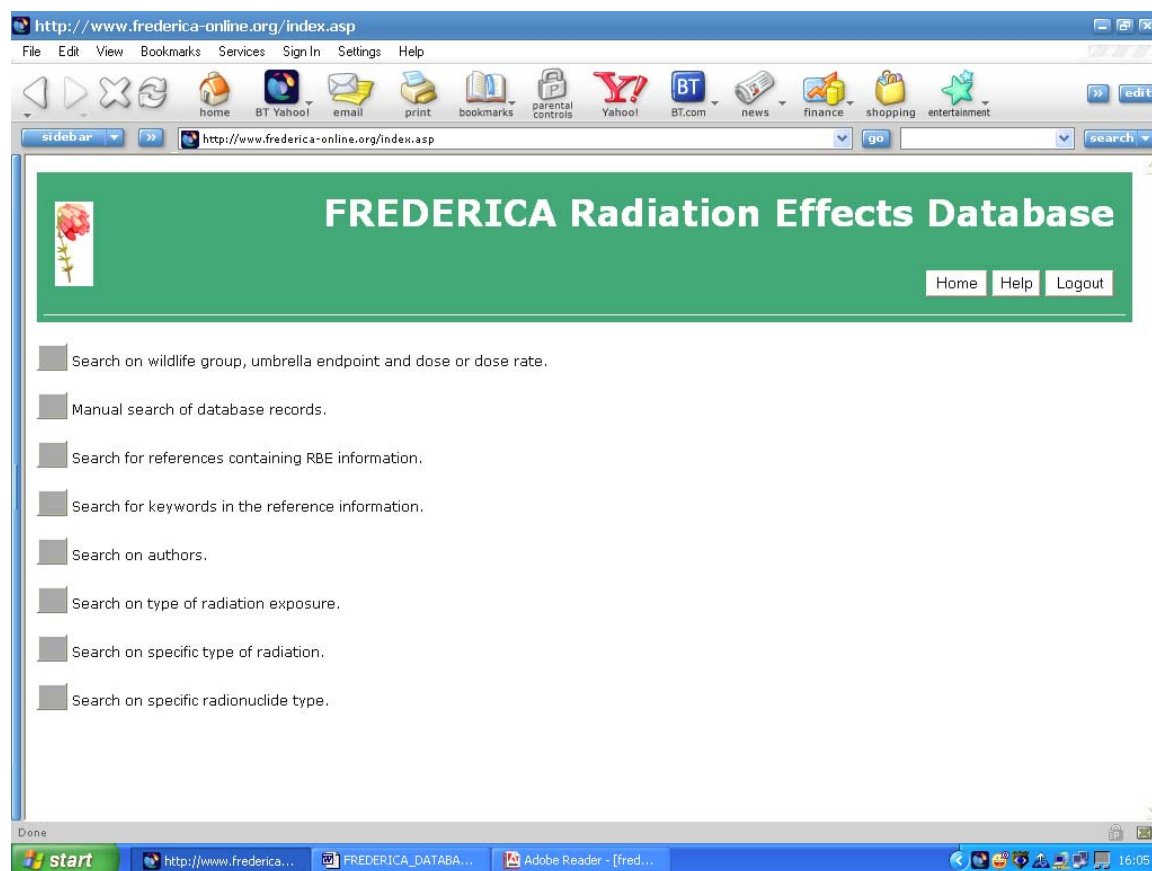 http://www.frederica-online.org/index.asp
File Edit View Bookmarks Services Sign In Settings Help
home BT Yahoo! email print bookmarks parental controls Yahoo! BT.com news finance shopping entertainment » edit
sidebar » http://www.frederica-online.org/index.asp go search
FREDERICA Radiation Effects Database
Home Help Logout
Search on wildlife group, umbrella endpoint and dose or dose rate.
Manual search of database records.
Search for references containing RBE information.
Search for keywords in the reference information.
Search on authors.
Search on type of radiation exposure.
Search on specific type of radiation.
Search on specific radionuclide type.
Done
start http://www.frederica... FREDERICA_DATABA... Adobe Reader - [fred... 16:05